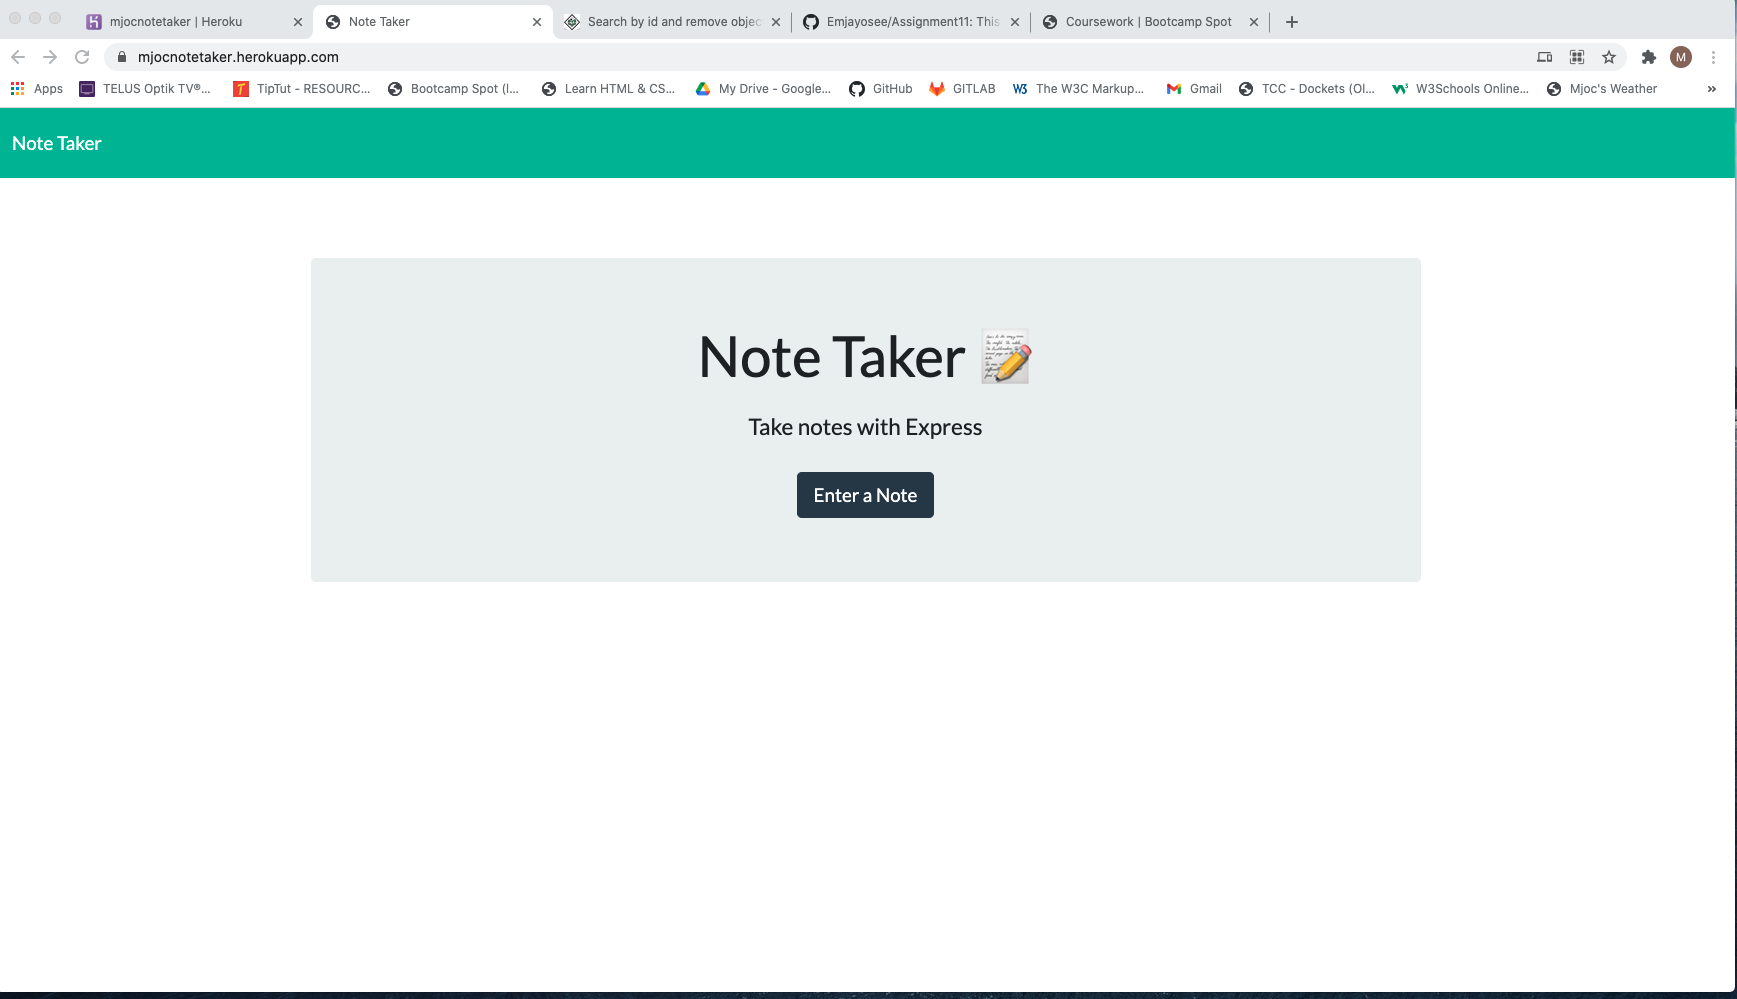 mjocnotetaker | Heroku
Note Taker
Search by id and remove objec
Emjayosee/Assignment11: This
Coursework | Bootcamp Spot
mjocnotetaker.herokuapp.com
M
Apps
TELUS Optik TV®...
TipTut - RESOURC...
Bootcamp Spot (I...
Learn HTML & CS...
My Drive - Google...
GitHub
GITLAB
The W3C Markup...
Gmail
TCC - Dockets (Ol...
W3Schools Online...
Mjoc's Weather
»
Note Taker
Note Taker
Take notes with Express
Enter a Note